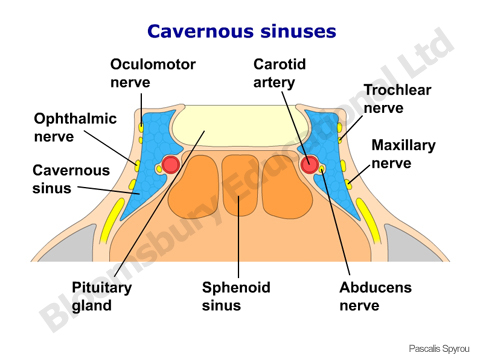 Cavernous sinuses
Oculomotor
nerve
Carotid
artery
Trochlear
nerve
Ophthalmic
nerve
Maxillary
nerve
Cavernous
sinus
Pituitary
gland
Sphenoid
sinus
Abducens
nerve
Bloomsbury Educational Ltd
Pascalis Spyrou